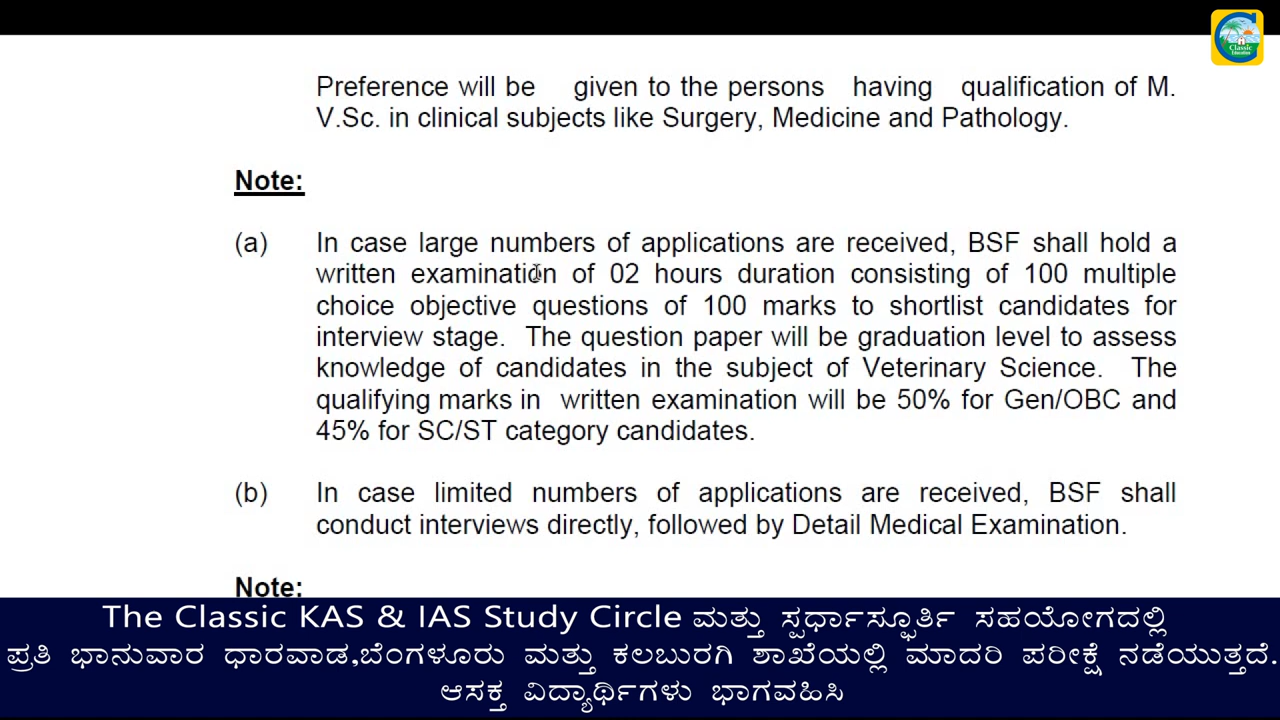 Classic
Education
Preference will be given to the persons having qualification of M.
V.Sc. in clinical subjects like Surgery, Medicine and Pathology.
Note:
(a) In case large numbers of applications are received, BSF shall hold a
written examination of 02 hours duration consisting of 100 multiple
choice objective questions of 100 marks to shortlist candidates for
interview stage. The question paper will be graduation level to assess
knowledge of candidates in the subject of Veterinary Science. The
qualifying marks in written examination will be 50% for Gen/OBC and
45% for SC/ST category candidates.
(b) In case limited numbers of applications are received, BSF shall
conduct interviews directly, followed by Detail Medical Examination.
Note:
The Classic KAS & IAS Study Circle ಮತ್ತು ಸ್ಪರ್ಧಾಸ್ಫೂರ್ತಿ ಸಹಯೋಗದಲ್ಲಿ
ಪ್ರತಿ ಭಾನುವಾರ ಧಾರವಾಡ,ಬೆಂಗಳೂರು ಮತ್ತು ಕಲಬುರಗಿ ಶಾಖೆಯಲ್ಲಿ ಮಾದರಿ ಪರೀಕ್ಷೆ ನಡೆಯುತ್ತದೆ.
ಆಸಕ್ತ ವಿದ್ಯಾರ್ಥಿಗಳು ಭಾಗವಹಿಸಿ